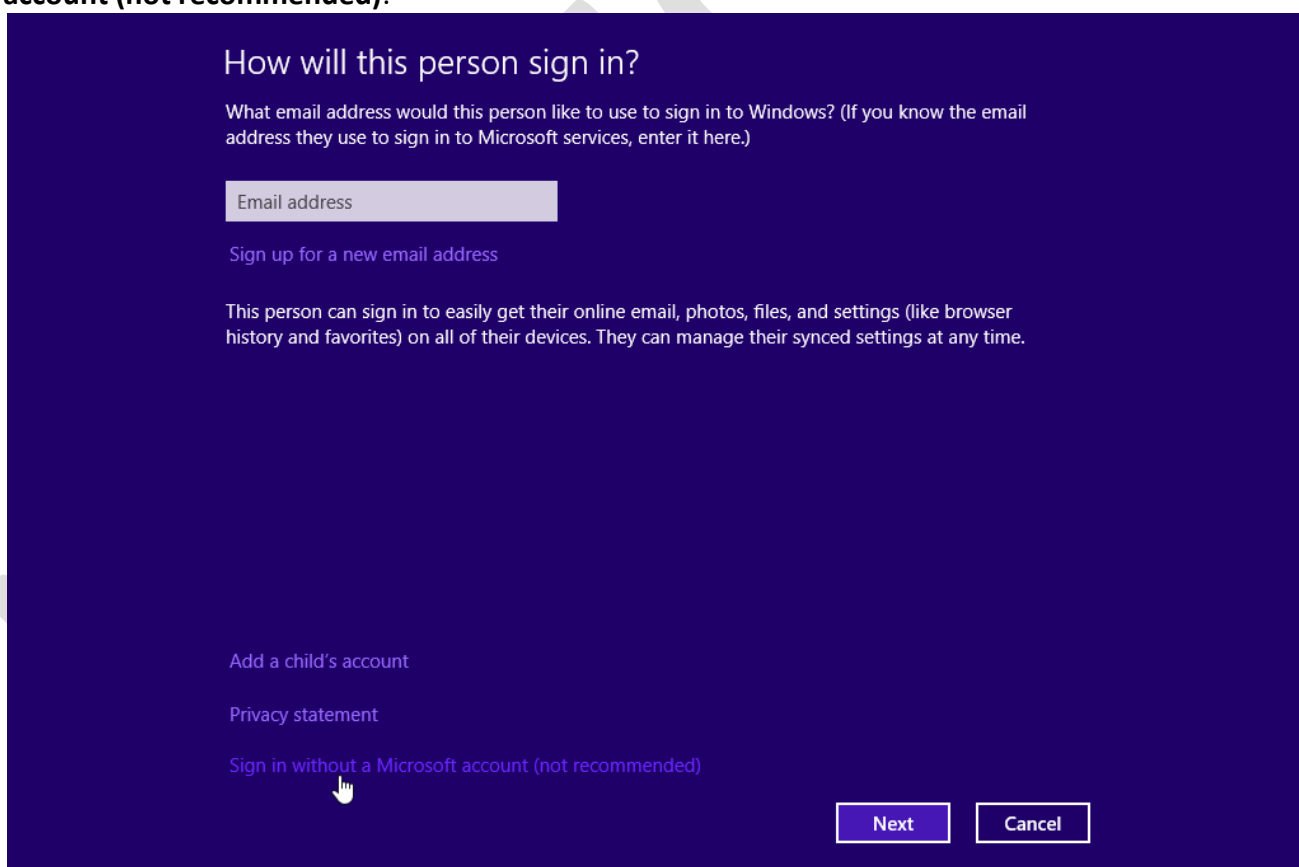 account (not recommended).
How will this person sign in?
What email address would this person like to use to sign in to Windows? (If you know the email
address they use to sign in to Microsoft services, enter it here.)
Email address
Sign up for a new email address
This person can sign in to easily get their online email, photos, files, and settings (like browser
history and favorites) on all of their devices. They can manage their synced settings at any time.
Add a child's account
Privacy statement
Sign in without a Microsoft account (not recommended)
Next
Cancel